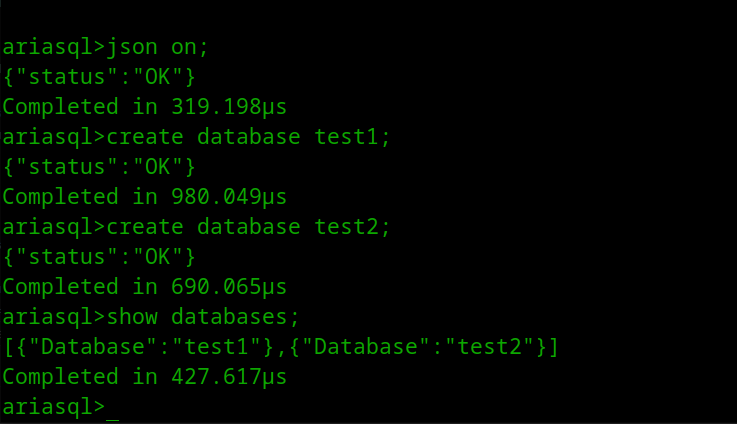 ariasql>json on;
{"status":"OK"}
Completed in 319.198µs
ariasql>create database test1;
{"status":"OK"}
Completed in 980.049µs
ariasql>create database test2;
{"status":"OK"}
Completed in 690.065µs
ariasql>show databases;
[{"Database":"test1"},{"Database":"test2"}]
Completed in 427.617µs
ariasql>_